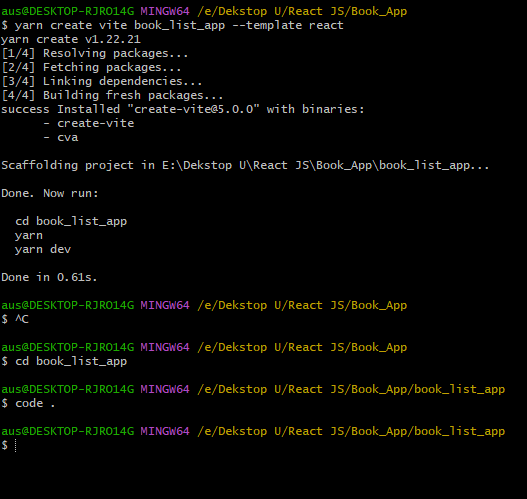 aus@DESKTOP-RJRO14G MINGW64 /e/Dekstop U/React JS/Book_App
$ yarn create vite book_list_app --template react
yarn create v1.22.21
[1/4] Resolving packages...
[2/4] Fetching packages...
[3/4] Linking dependencies...
[4/4] Building fresh packages...
success Installed "create-vite@5.0.0" with binaries:
      - create-vite
      - cva

Scaffolding project in E:\Dekstop U\React JS\Book_App\book_list_app...

Done. Now run:

  cd book_list_app
  yarn
  yarn dev

Done in 0.61s.

aus@DESKTOP-RJRO14G MINGW64 /e/Dekstop U/React JS/Book_App
$ ^C

aus@DESKTOP-RJRO14G MINGW64 /e/Dekstop U/React JS/Book_App
$ cd book_list_app

aus@DESKTOP-RJRO14G MINGW64 /e/Dekstop U/React JS/Book_App/book_list_app
$ code .

aus@DESKTOP-RJRO14G MINGW64 /e/Dekstop U/React JS/Book_App/book_list_app
$